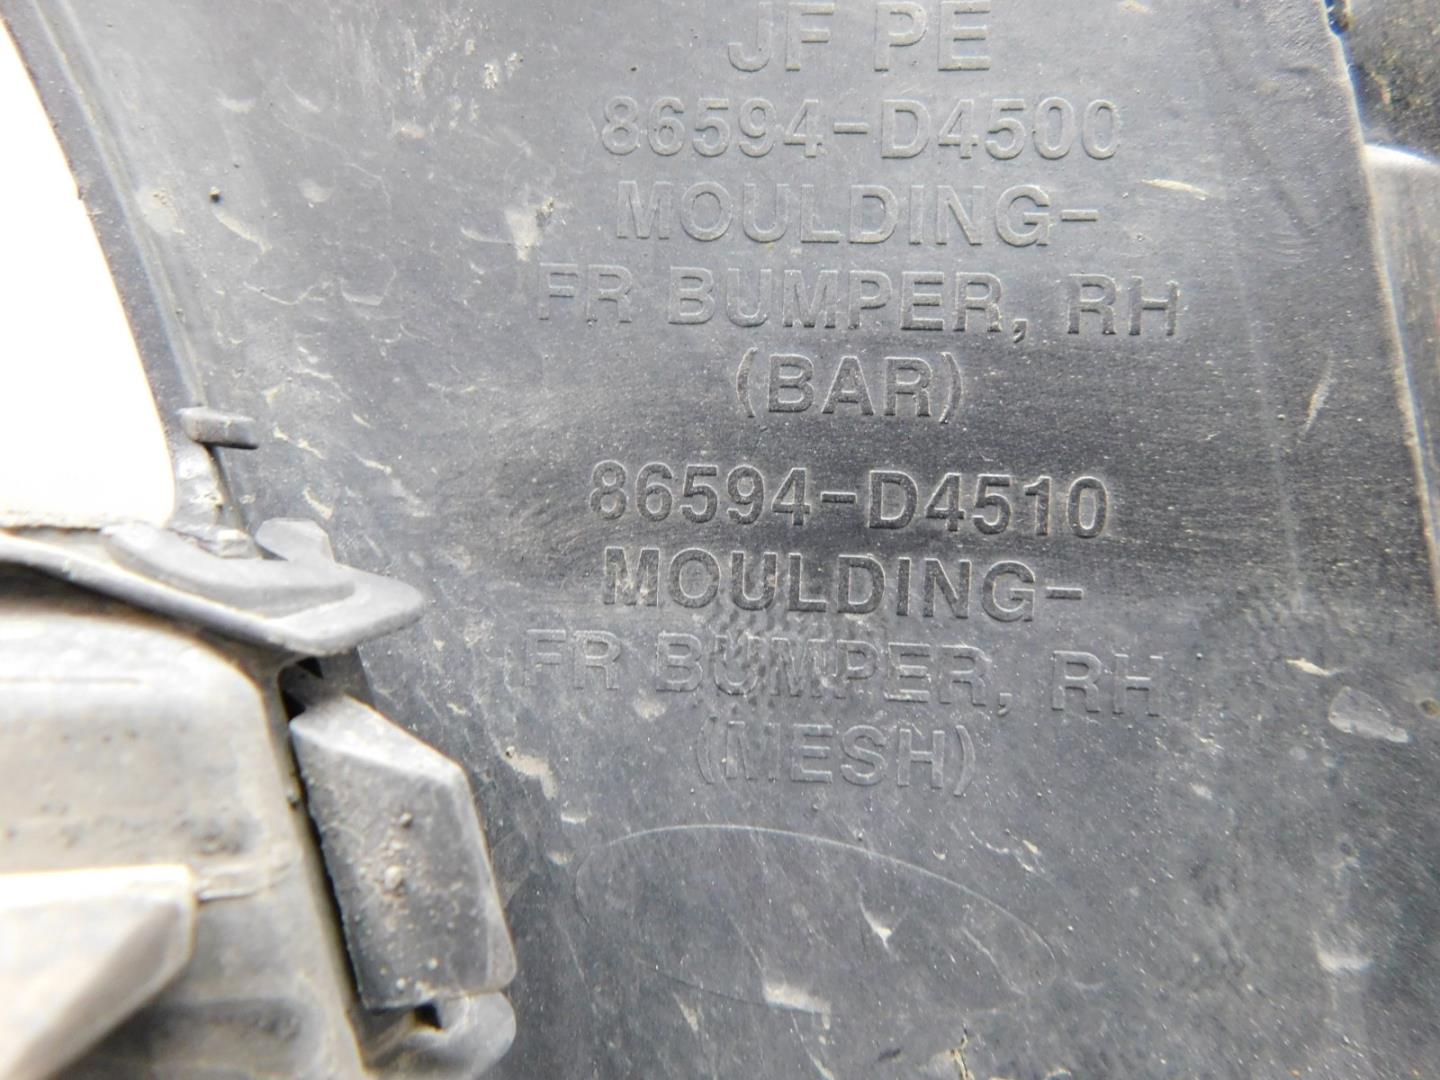 JF PE
86594-D4500
MOULDING-
FR BUMPER, RH
(BAR)
86594-D4510
MOULDING-
FR BUMPER, RH
(MESH)